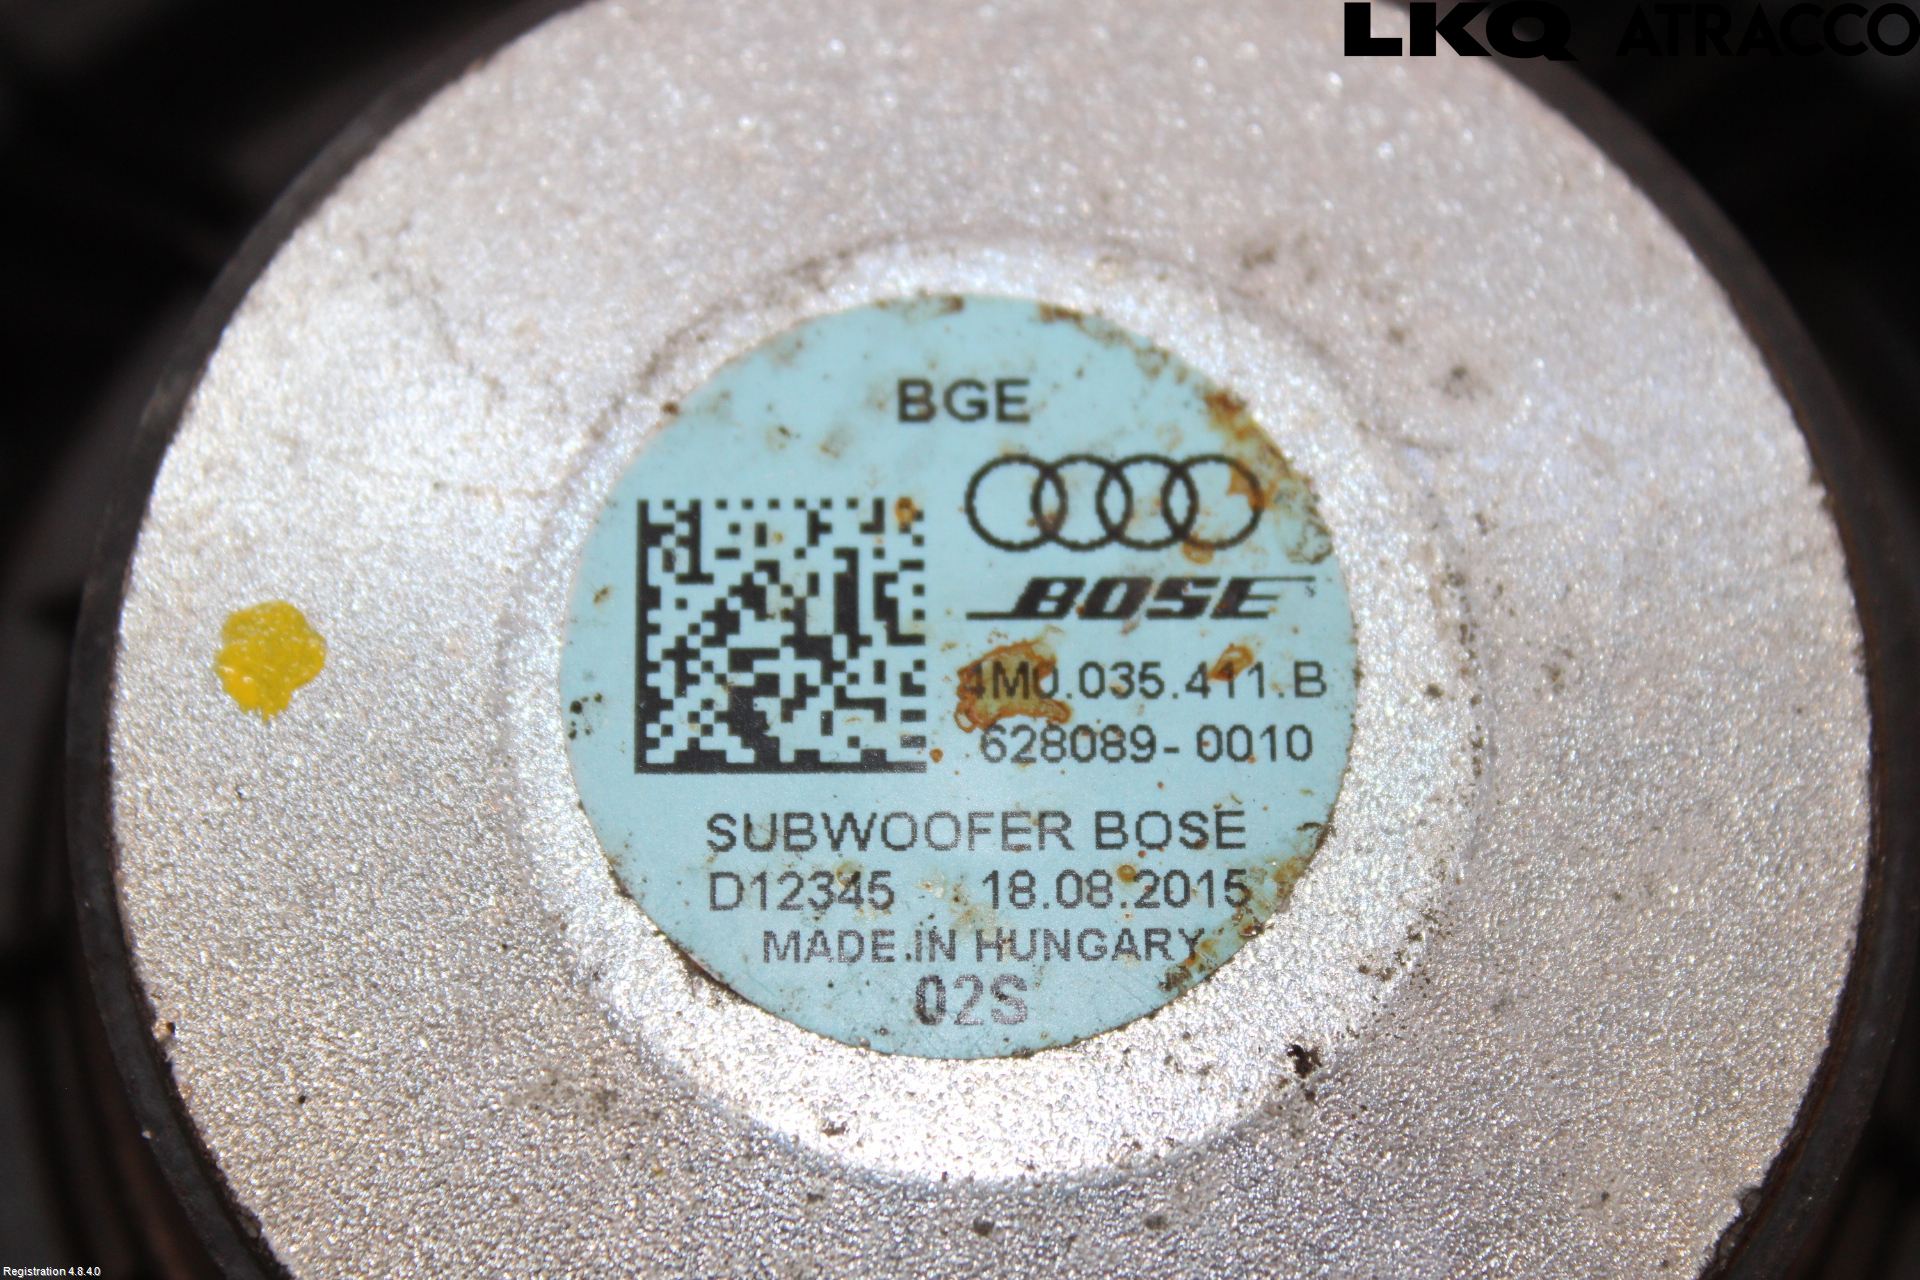 LKQ ATRACCO
BGE
BOSE
4M0.035.411.B
628089-0010
SUBWOOFER BOSE
D12345 18.08.2015
MADE IN HUNGARY
02S
Registration 4.8.4.0